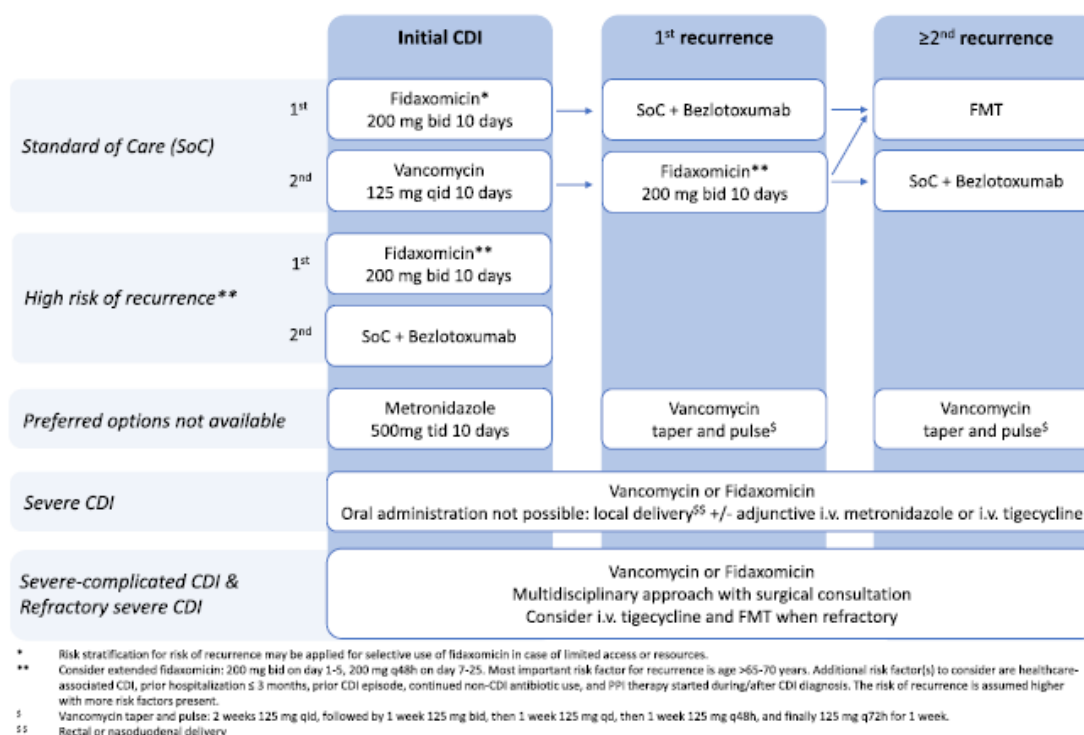 Initial CDI
1st recurrence
≥2nd recurrence
Standard of Care (SoC)
1st
Fidaxomicin*
200 mg bid 10 days
SoC + Bezlotoxumab
FMT
2nd
Vancomycin
125 mg qid 10 days
Fidaxomicin**
200 mg bid 10 days
SoC + Bezlotoxumab
High risk of recurrence**
1st
Fidaxomicin**
200 mg bid 10 days
2nd
SoC + Bezlotoxumab
Preferred options not available
Metronidazole
500mg tid 10 days
Vancomycin
taper and pulse$
Vancomycin
taper and pulse$
Severe CDI
Vancomycin or Fidaxomicin
Oral administration not possible: local delivery$$ +/- adjunctive i.v. metronidazole or i.v. tigecycline
Severe-complicated CDI &
Refractory severe CDI
Vancomycin or Fidaxomicin
Multidisciplinary approach with surgical consultation
Consider i.v. tigecycline and FMT when refractory
* Risk stratification for risk of recurrence may be applied for selective use of fidaxomicin in case of limited access or resources.
** Consider extended fidaxomicin: 200 mg bid on day 1-5, 200 mg q48h on day 7-25. Most important risk factor for recurrence is age >65-70 years. Additional risk factor(s) to consider are healthcare-
associated CDI, prior hospitalization ≤ 3 months, prior CDI episode, continued non-CDI antibiotic use, and PPI therapy started during/after CDI diagnosis. The risk of recurrence is assumed higher
with more risk factors present.
$ Vancomycin taper and pulse: 2 weeks 125 mg qid, followed by 1 week 125 mg bid, then 1 week 125 mg qd, then 1 week 125 mg q48h, and finally 125 mg q72h for 1 week.
$$ Rectal or nasoduodenal delivery